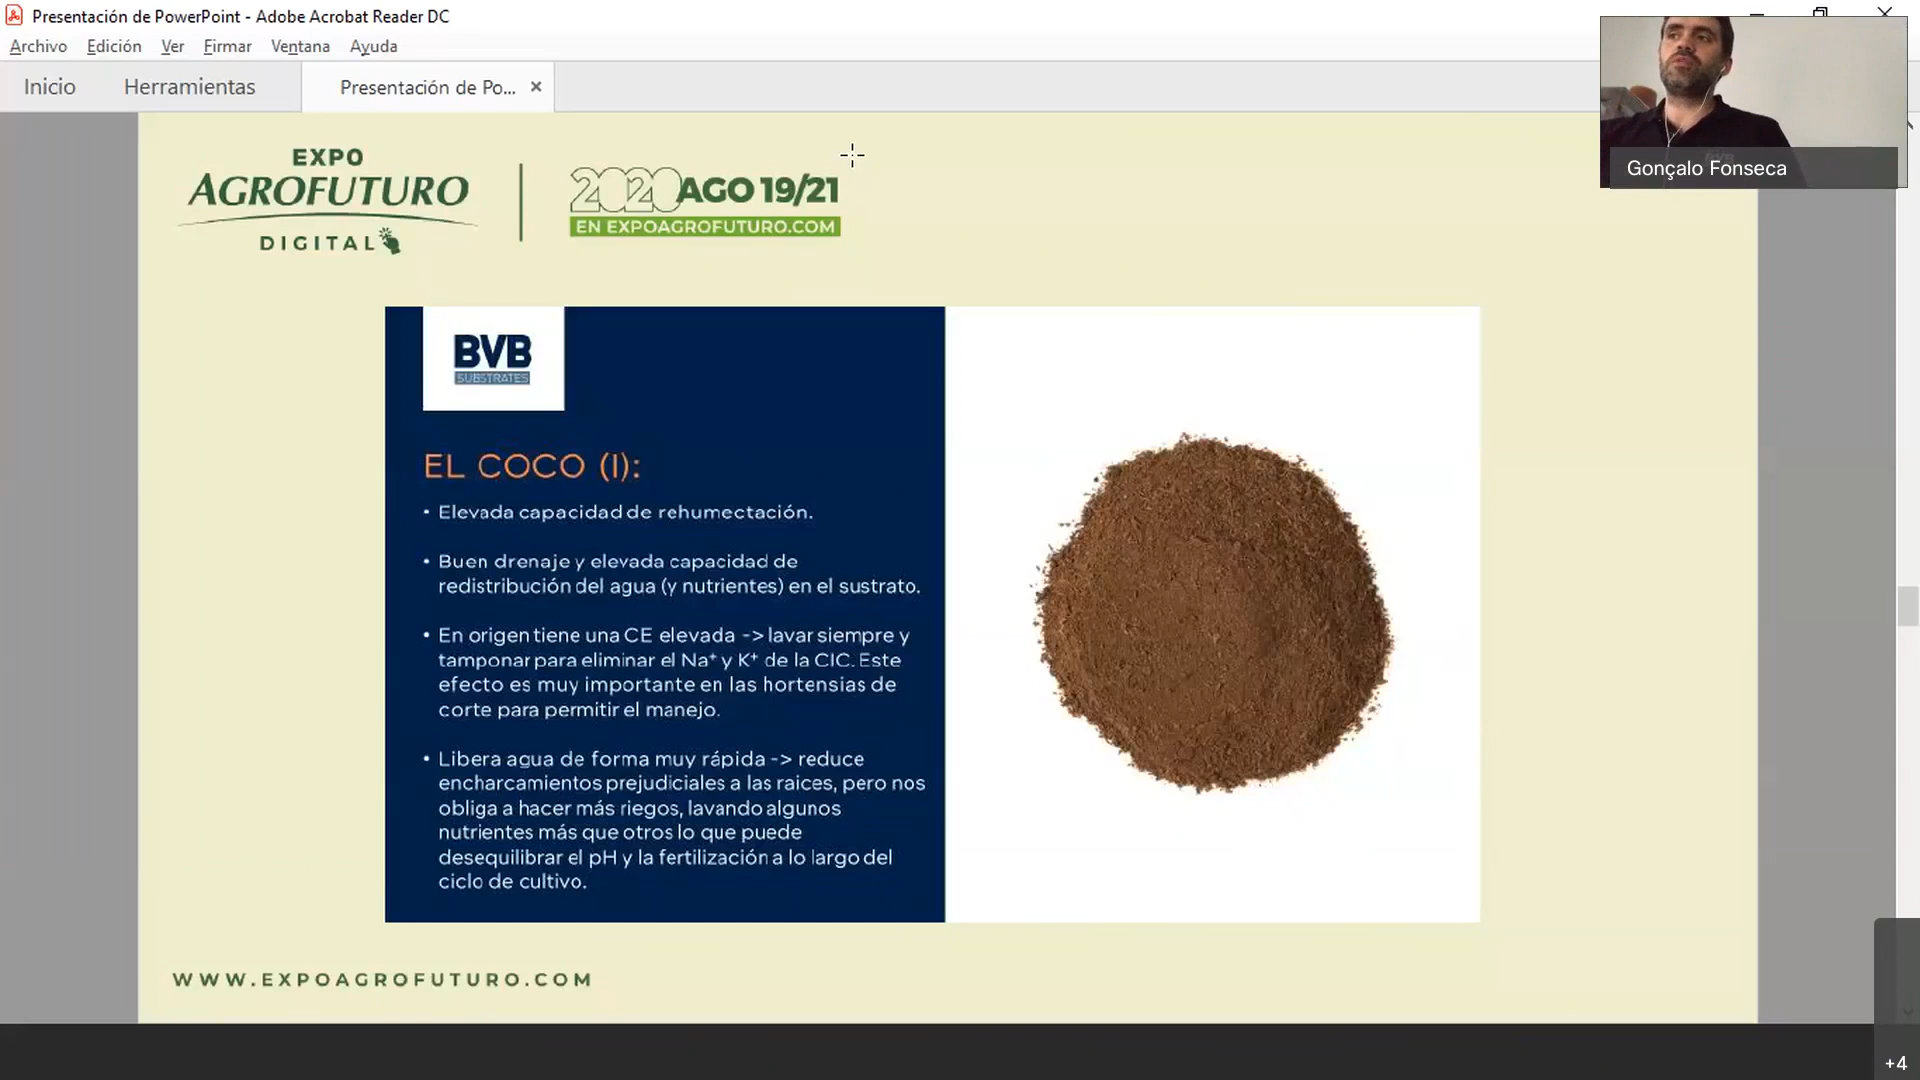 Presentación de PowerPoint - Adobe Acrobat Reader DC
Archivo Edición Ver Firmar Ventana Ayuda
Inicio Herramientas Presentación de Po... ×
Gonçalo Fonseca
EXPO
AGROFUTURO
DIGITAL
2020 AGO 19/21
EN EXPOAGROFUTURO.COM
BVB
SUBSTRATES
EL COCO (I):
• Elevada capacidad de rehumectación.
• Buen drenaje y elevada capacidad de
redistribución del agua (y nutrientes) en el sustrato.
• En origen tiene una CE elevada -> lavar siempre y
tamponar para eliminar el Na⁺ y K⁺ de la CIC. Este
efecto es muy importante en las hortensias de
corte para permitir el manejo.
• Libera agua de forma muy rápida -> reduce
encharcamientos prejudiciales a las raices, pero nos
obliga a hacer más riegos, lavando algunos
nutrientes más que otros lo que puede
desequilibrar el pH y la fertilización a lo largo del
ciclo de cultivo.
WWW.EXPOAGROFUTURO.COM
+4